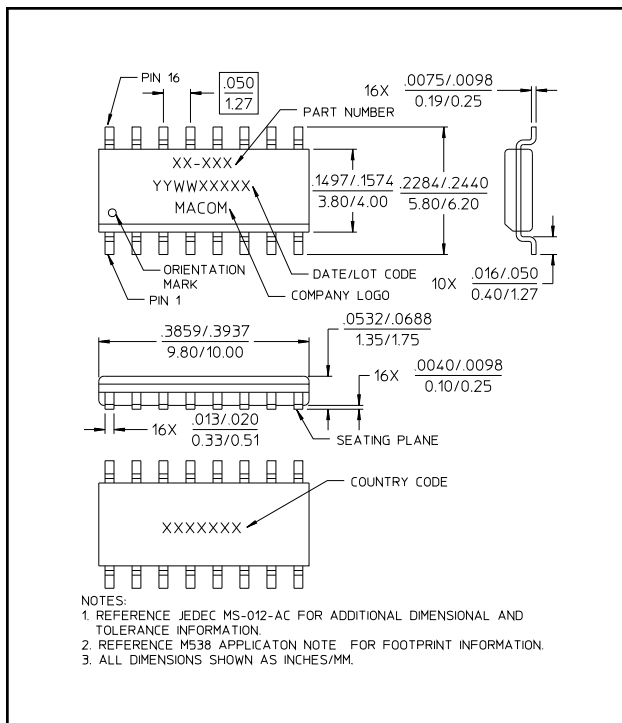 PIN 16
.050
1.27
16X .0075/.0098
0.19/0.25
PART NUMBER
XX-XXX
YYWWXXXXX
MACOM
.1497/.1574
3.80/4.00
.2284/.2440
5.80/6.20
ORIENTATION
MARK
PIN 1
DATE/LOT CODE
COMPANY LOGO
10X .016/.050
0.40/1.27
.3859/.3937
9.80/10.00
.0532/.0688
1.35/1.75
16X .0040/.0098
0.10/0.25
16X .013/.020
0.33/0.51
SEATING PLANE
COUNTRY CODE
XXXXXXX
NOTES:
1. REFERENCE JEDEC MS-012-AC FOR ADDITIONAL DIMENSIONAL AND
TOLERANCE INFORMATION.
2. REFERENCE M538 APPLICATON NOTE FOR FOOTPRINT INFORMATION.
3. ALL DIMENSIONS SHOWN AS INCHES/MM.